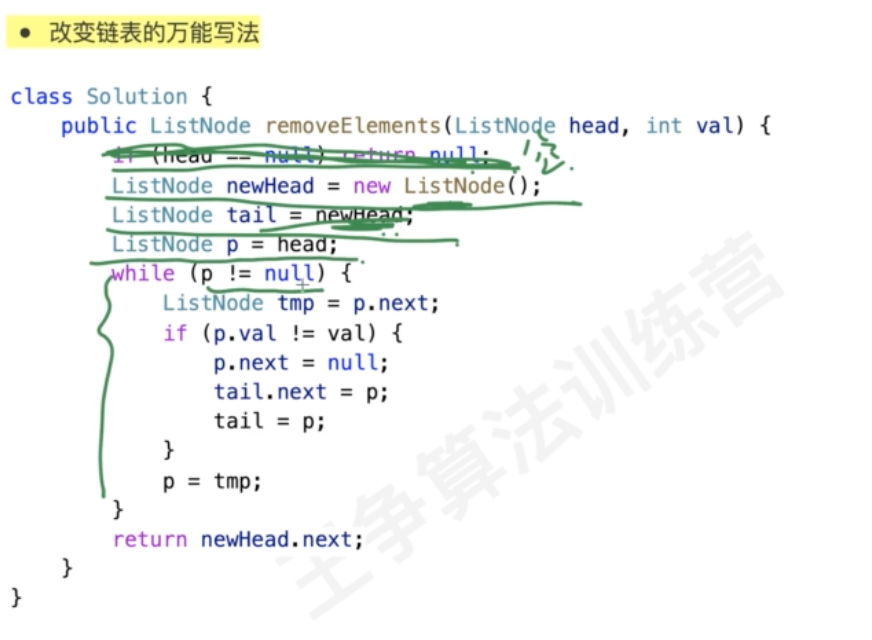 • 改变链表的万能写法
class Solution {
public ListNode removeElements(ListNode head, int val) {
if (head == null) return null;
ListNode newHead = new ListNode();
ListNode tail = newHead;
ListNode p = head;
while (p != null) {
ListNode tmp = p.next;
if (p.val != val) {
p.next = null;
tail.next = p;
tail = p;
}
p = tmp;
}
return newHead.next;
}
}
王争算法训练营